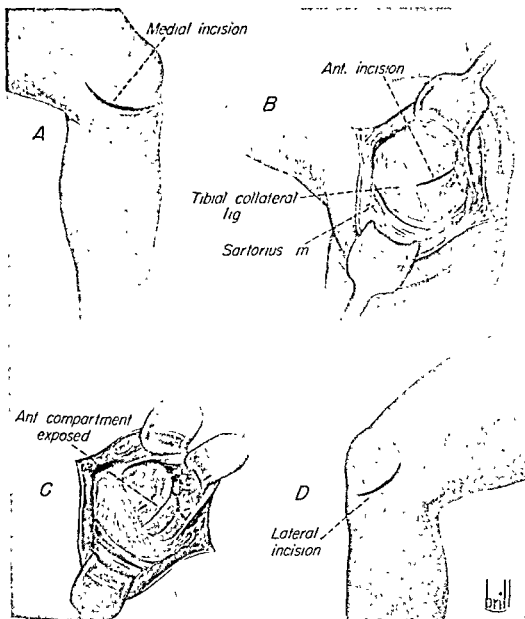 Medial incision
A
B
Ant. incision
Tibial collateral
lig
Sartorius m
Ant compartment
exposed
C
D
Lateral
incision
brill